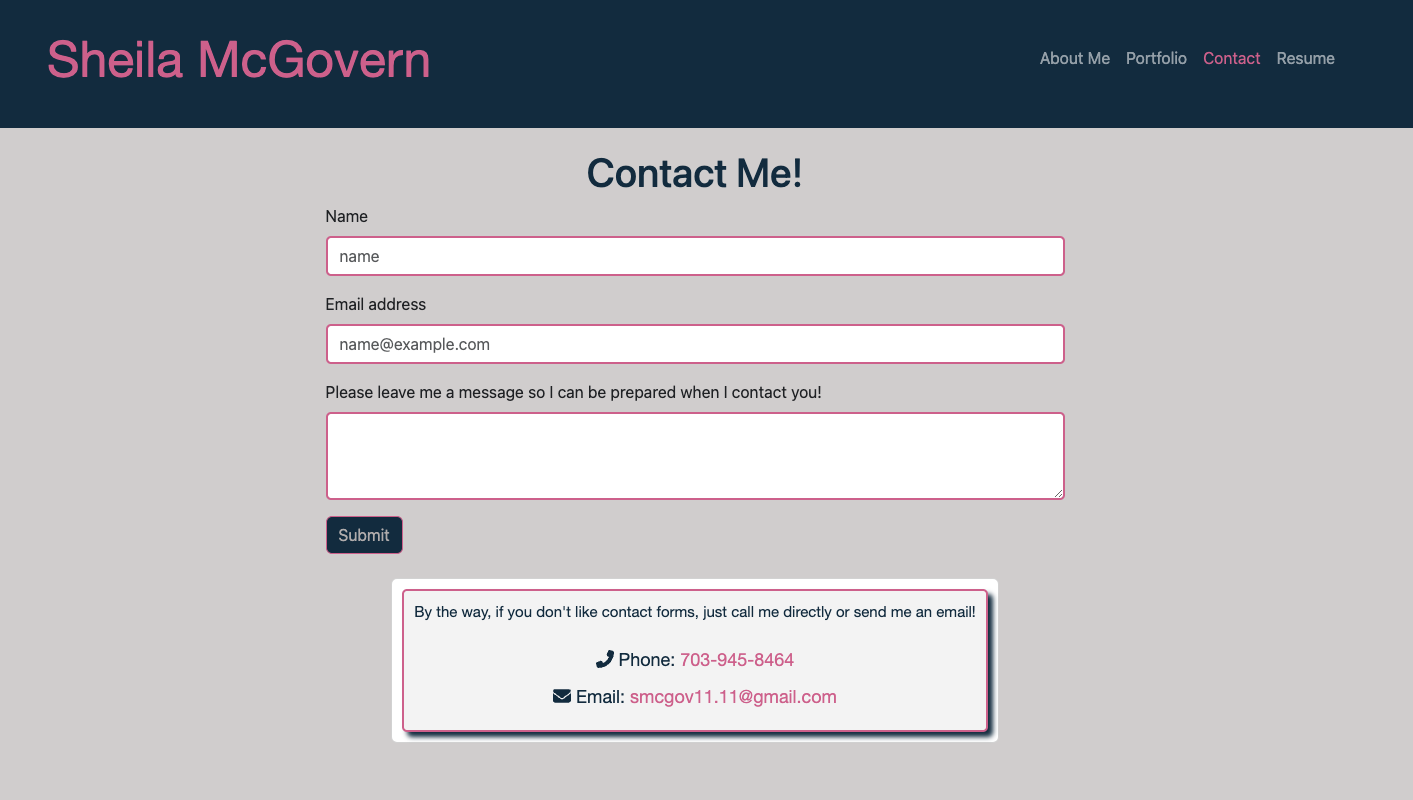 Sheila McGovern
About Me Portfolio Contact Resume
Contact Me!
Name
name
Email address
name@example.com
Please leave me a message so I can be prepared when I contact you!
Submit
By the way, if you don't like contact forms, just call me directly or send me an email!
Phone: 703-945-8464
Email: smcgov11.11@gmail.com